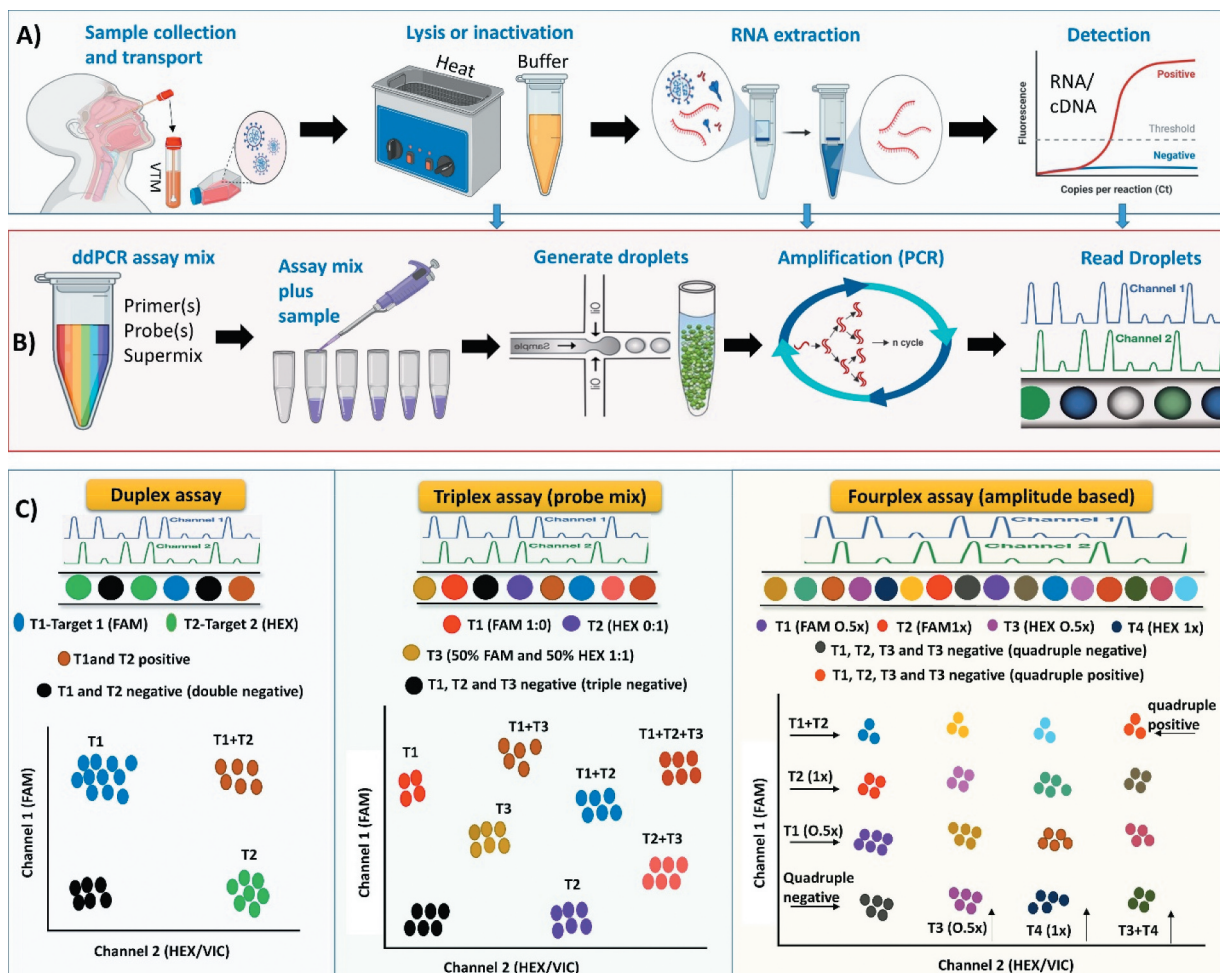 A)
Sample collection
and transport
VTM
Lysis or inactivation
Heat
Buffer
RNA extraction
Detection
Fluorescence
RNA/
cDNA
Positive
Threshold
Negative
Copies per reaction (Ct)
B)
ddPCR assay mix
Primer(s)
Probe(s)
Supermix
Assay mix
plus
sample
Generate droplets
Oil
Sample
Oil
Amplification (PCR)
n cycle
Read Droplets
Channel 1
Channel 2
C)
Duplex assay
Channel 1
Channel 2
T1-Target 1 (FAM)
T2-Target 2 (HEX)
T1and T2 positive
T1 and T2 negative (double negative)
T1
T1+T2
T2
Channel 1 (FAM)
Channel 2 (HEX/VIC)
Triplex assay (probe mix)
Channel 1
Channel 2
T1 (FAM 1:0)
T2 (HEX 0:1)
T3 (50% FAM and 50% HEX 1:1)
T1, T2 and T3 negative (triple negative)
T1
T1+T3
T1+T2+T3
T1+T2
T3
T2+T3
T2
Channel 1 (FAM)
Channel 2 (HEX/VIC)
Fourplex assay (amplitude based)
Channel 1
Channel 2
T1 (FAM O.5x)
T2 (FAM1x)
T3 (HEX O.5x)
T4 (HEX 1x)
T1, T2, T3 and T3 negative (quadruple negative)
T1, T2, T3 and T3 negative (quadruple positive)
T1+T2
quadruple
positive
T2 (1x)
T1 (O.5x)
Quadruple
negative
T3 (O.5x)
T4 (1x)
T3+T4
Channel 1 (FAM)
Channel 2 (HEX/VIC)